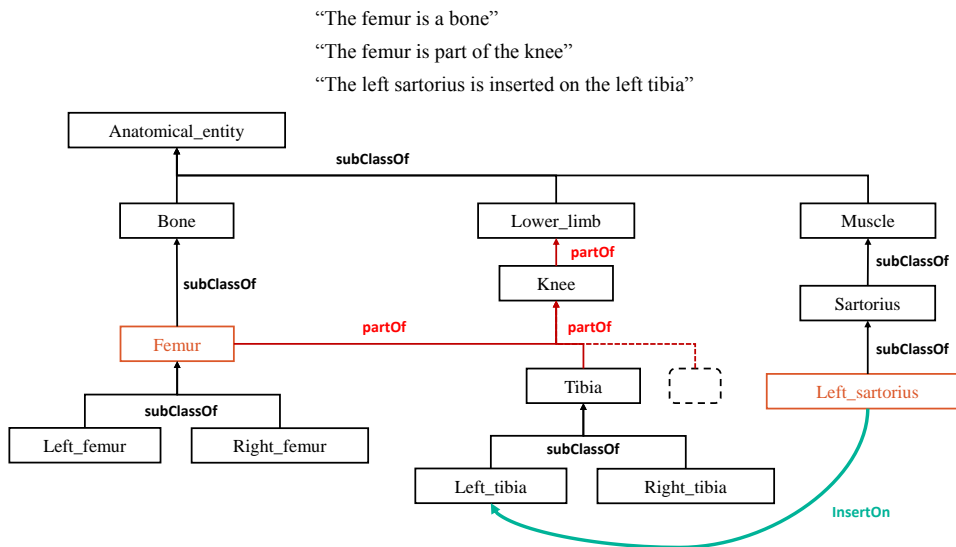 “The femur is a bone”
“The femur is part of the knee”
“The left sartorius is inserted on the left tibia”
Anatomical_entity
subClassOf
Bone
Lower_limb
Muscle
partOf
subClassOf
subClassOf
Knee
Sartorius
partOf
partOf
Femur
subClassOf
Tibia
Left_sartorius
subClassOf
Left_femur
Right_femur
subClassOf
Left_tibia
Right_tibia
InsertOn